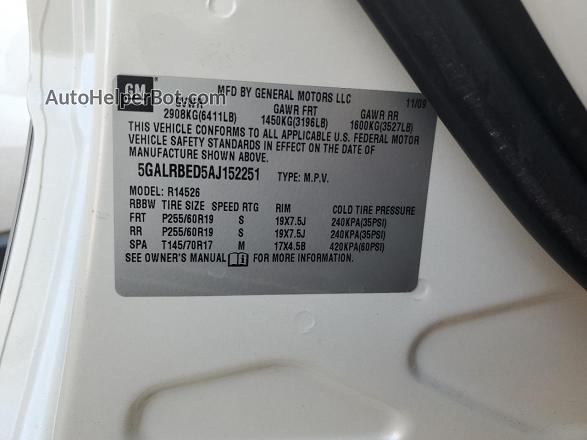 AutoHelperBot.com
GM
MFD BY GENERAL MOTORS LLC 11/09
GVWR GAWR FRT GAWR RR
2908KG(6411LB) 1450KG(3196LB) 1600KG(3527LB)
THIS VEHICLE CONFORMS TO ALL APPLICABLE U.S. FEDERAL MOTOR
VEHICLE SAFETY STANDARDS IN EFFECT ON THE DATE OF
MANUFACTURE SHOWN ABOVE.
5GALRBED5AJ152251 TYPE: M.P.V.
MODEL: R14526
RBBW TIRE SIZE SPEED RTG RIM COLD TIRE PRESSURE
FRT P255/60R19 S 19X7.5J 240KPA(35PSI)
RR P255/60R19 S 19X7.5J 240KPA(35PSI)
SPA T145/70R17 M 17X4.5B 420KPA(60PSI)
SEE OWNER'S MANUAL FOR MORE INFORMATION.
AutoHelperBot.com